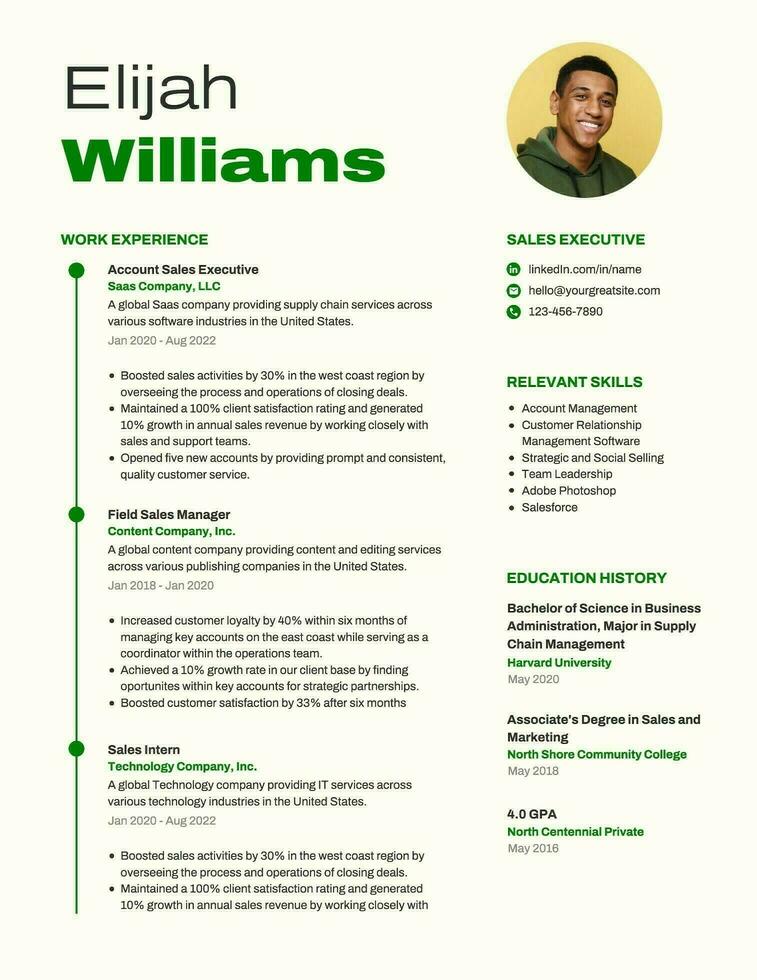 Elijah
Williams
WORK EXPERIENCE
Account Sales Executive
Saas Company, LLC
A global Saas company providing supply chain services across
various software industries in the United States.
Jan 2020 - Aug 2022
• Boosted sales activities by 30% in the west coast region by
overseeing the process and operations of closing deals.
• Maintained a 100% client satisfaction rating and generated
10% growth in annual sales revenue by working closely with
sales and support teams.
• Opened five new accounts by providing prompt and consistent,
quality customer service.
Field Sales Manager
Content Company, Inc.
A global content company providing content and editing services
across various publishing companies in the United States.
Jan 2018 - Jan 2020
• Increased customer loyalty by 40% within six months of
managing key accounts on the east coast while serving as a
coordinator within the operations team.
• Achieved a 10% growth rate in our client base by finding
oportunites within key accounts for strategic partnerships.
• Boosted customer satisfaction by 33% after six months
Sales Intern
Technology Company, Inc.
A global Technology company providing IT services across
various technology industries in the United States.
Jan 2020 - Aug 2022
• Boosted sales activities by 30% in the west coast region by
overseeing the process and operations of closing deals.
• Maintained a 100% client satisfaction rating and generated
10% growth in annual sales revenue by working closely with
SALES EXECUTIVE
linkedIn.com/in/name
hello@yourgreatsite.com
123-456-7890
RELEVANT SKILLS
• Account Management
• Customer Relationship
Management Software
• Strategic and Social Selling
• Team Leadership
• Adobe Photoshop
• Salesforce
EDUCATION HISTORY
Bachelor of Science in Business
Administration, Major in Supply
Chain Management
Harvard University
May 2020
Associate's Degree in Sales and
Marketing
North Shore Community College
May 2018
4.0 GPA
North Centennial Private
May 2016